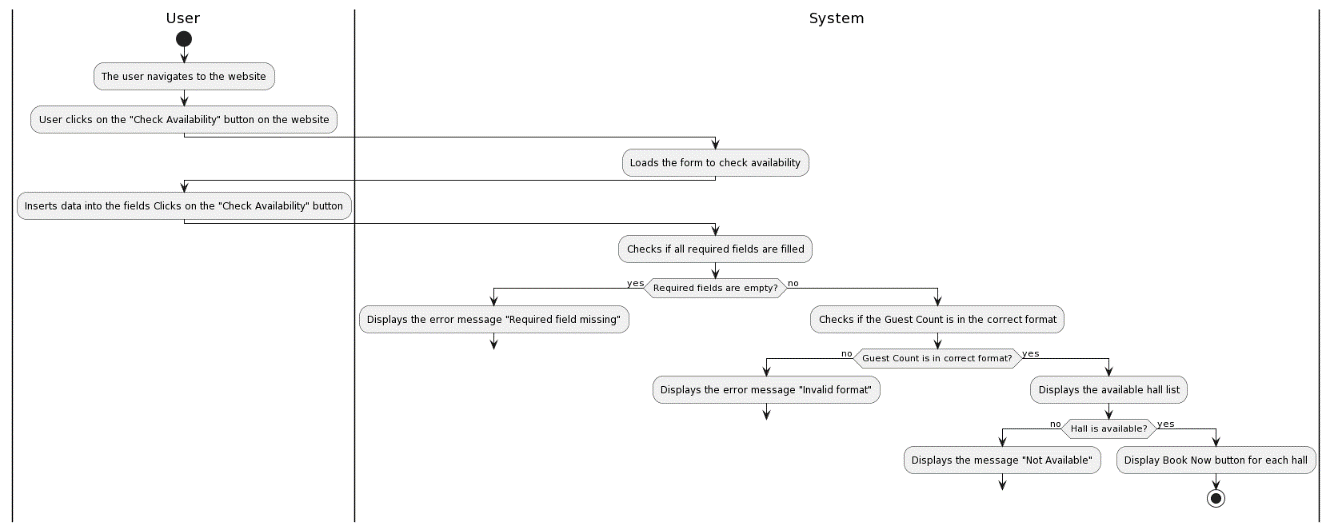 User
System
The user navigates to the website
User clicks on the "Check Availability" button on the website
Loads the form to check availability
Inserts data into the fields Clicks on the "Check Availability" button
Checks if all required fields are filled
yes
Required fields are empty?
no
Displays the error message "Required field missing"
Checks if the Guest Count is in the correct format
no
Guest Count is in correct format?
yes
Displays the error message "Invalid format"
Displays the available hall list
no
Hall is available?
yes
Displays the message "Not Available"
Display Book Now button for each hall